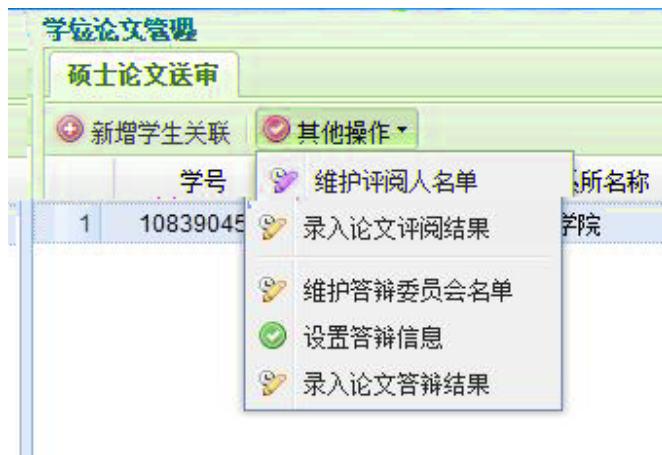 学位论文管理
硕士论文送审
新增学生关联 其他操作
学号 所名称
1 10839045 学院
维护评阅人名单
录入论文评阅结果
维护答辩委员会名单
设置答辩信息
录入论文答辩结果